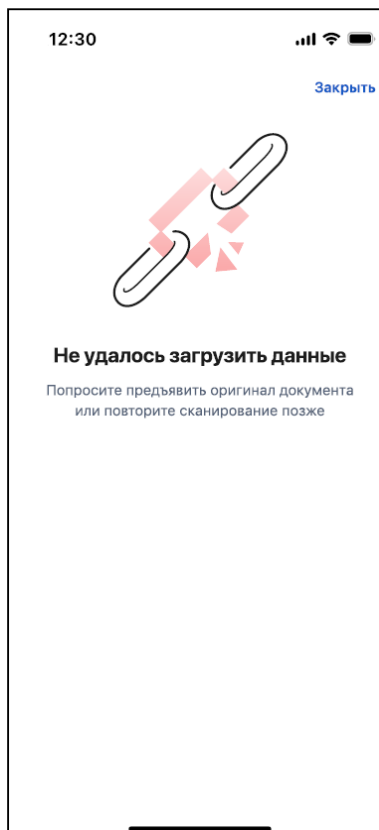 12:30
Закрыть
Не удалось загрузить данные
Попросите предъявить оригинал документа
или повторите сканирование позже